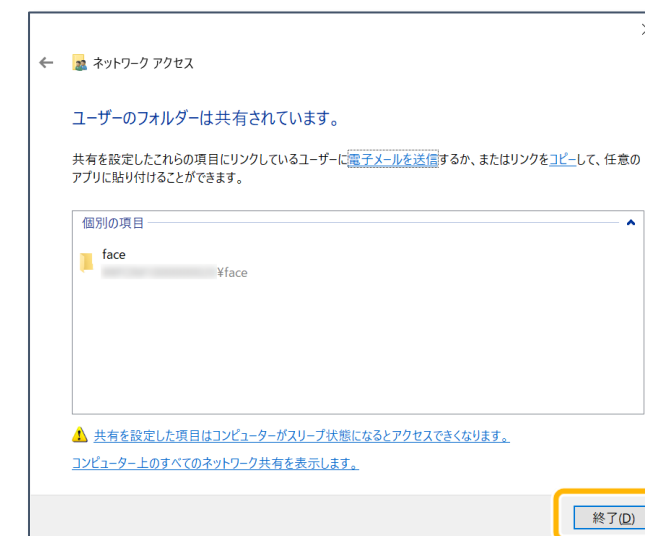 ネットワーク アクセス
ユーザーのフォルダーは共有されています。
共有を設定したこれらの項目にリンクしているユーザーに電子メールを送信するか、またはリンクをコピーして、任意の
アプリに貼り付けることができます。
個別の項目
face
¥face
共有を設定した項目はコンピューターがスリープ状態になるとアクセスできくなります。
コンピューター上のすべてのネットワーク共有を表示します。
終了(D)